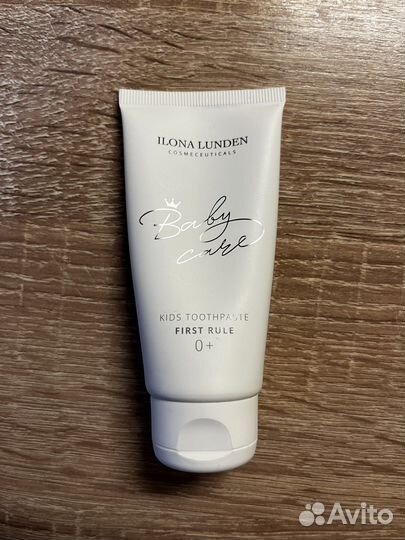 ILONA LUNDEN
COSMECEUTICALS
Baby
care
KIDS TOOTHPASTE
FIRST RULE
0+
Avito